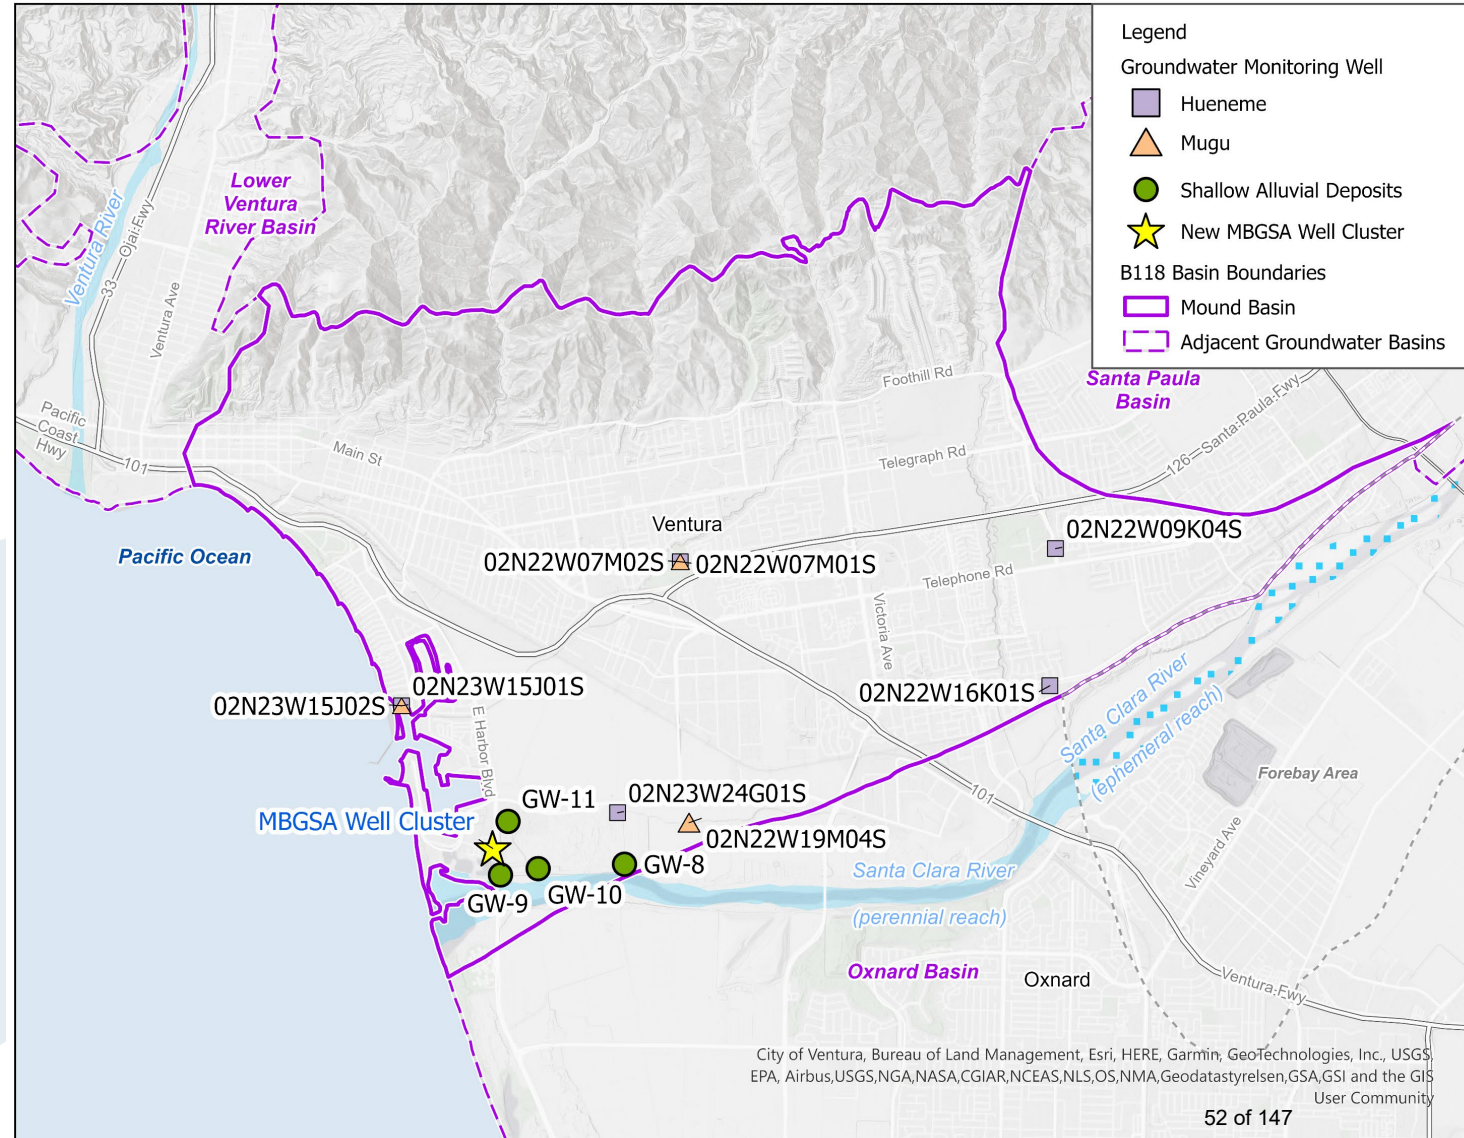 Legend
Groundwater Monitoring Well
Hueneme
Mugu
Shallow Alluvial Deposits
New MBGSA Well Cluster
B118 Basin Boundaries
Mound Basin
Adjacent Groundwater Basins
Lower
Ventura
River Basin
Ventura River
33
Ojai Fwy
Ventura Ave
Pacific
Coast
Hwy
101
Main St
Foothill Rd
Santa Paula
Basin
126
Santa Paula Fwy
Telegraph Rd
Pacific Ocean
Ventura
02N22W09K04S
02N22W07M02S
02N22W07M01S
Telephone Rd
Victoria Ave
02N23W15J01S
02N23W15J02S
02N22W16K01S
E Harbor Blvd
Santa Clara River
(ephemeral reach)
Forebay Area
101
02N23W24G01S
GW-11
MBGSA Well Cluster
02N22W19M04S
GW-8
GW-10
GW-9
Santa Clara River
(perennial reach)
Vineyard Ave
Oxnard Basin
Oxnard
Ventura Fwy
City of Ventura, Bureau of Land Management, Esri, HERE, Garmin, GeoTechnologies, Inc., USGS,
EPA, Airbus,USGS,NGA,NASA,CGIAR,NCEAS,NLS,OS,NMA,Geodatastyrelsen,GSA,GSI and the GIS
User Community
52 of 147